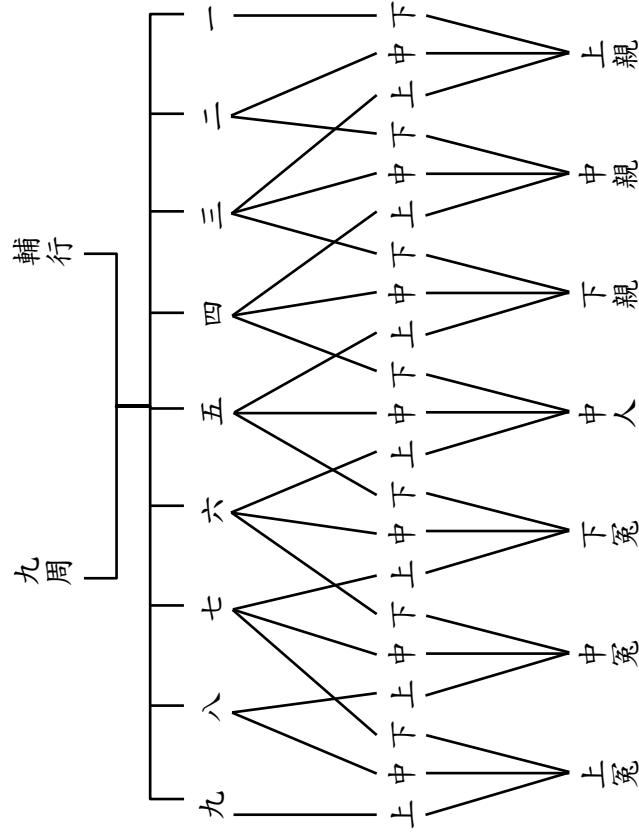 輔行
九周
一
二
三
四
五
六
七
八
九
下
中
上
下
中
上
下
中
上
下
中
上
下
中
上
下
中
上
下
中
上
上親
中親
下親
中人
下冤
中冤
上冤